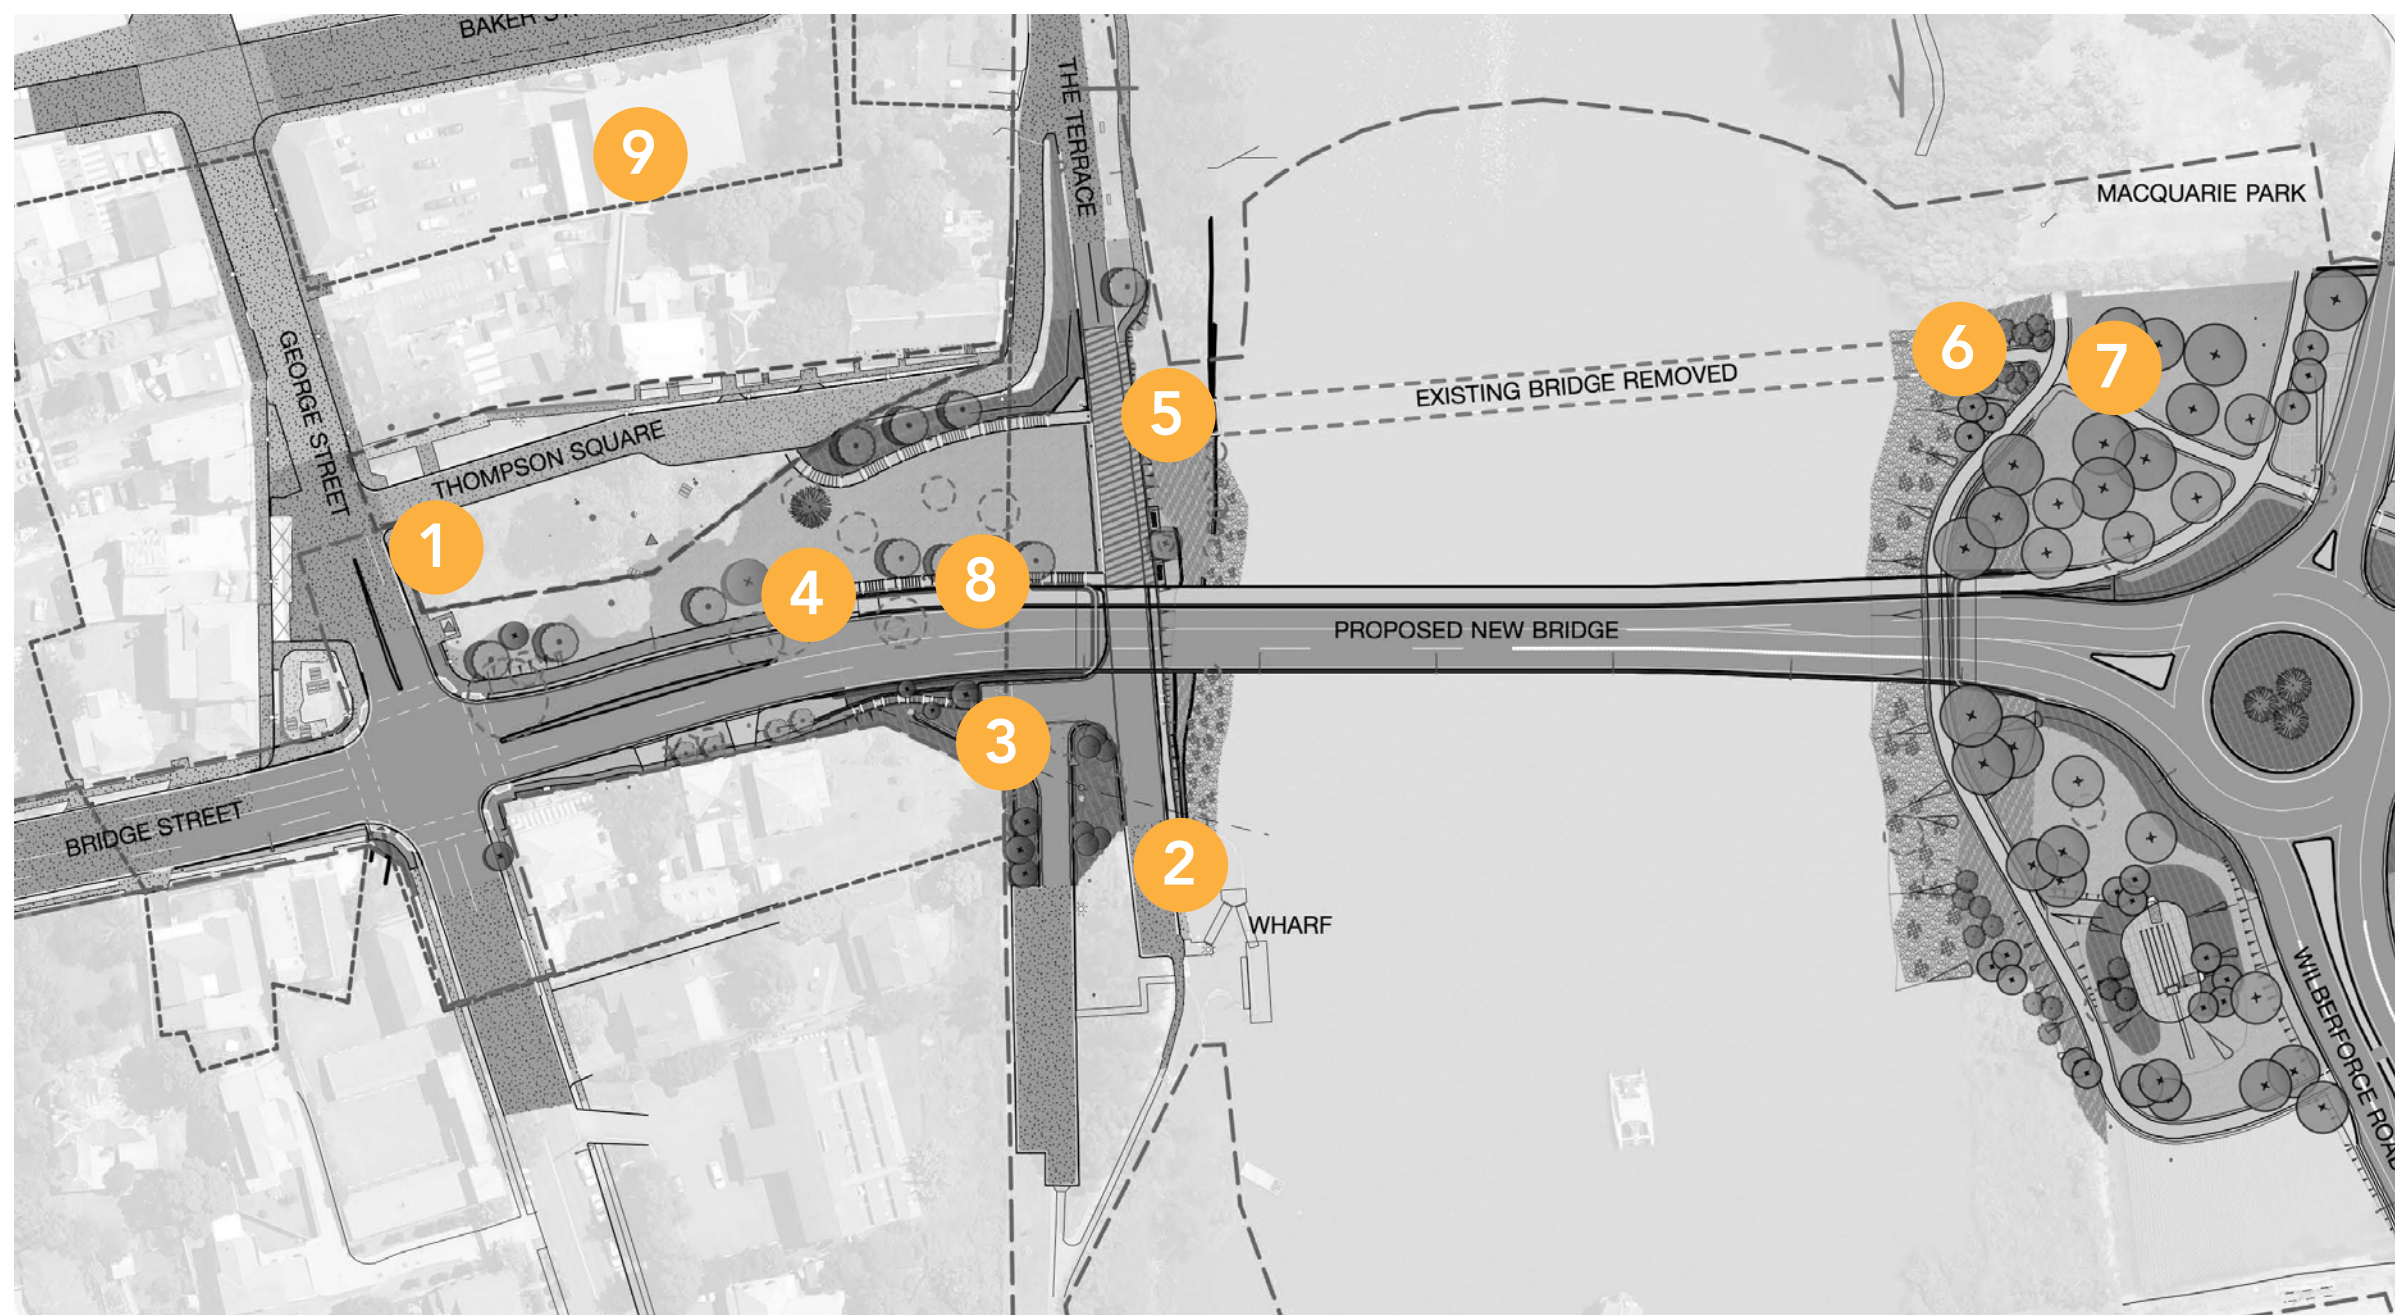 BAKER ST
THE TERRACE
9
MACQUARIE PARK
GEORGE STREET
6
7
EXISTING BRIDGE REMOVED
5
THOMPSON SQUARE
1
4
8
PROPOSED NEW BRIDGE
3
BRIDGE STREET
2
WHARF
WILBERFORCE ROAD